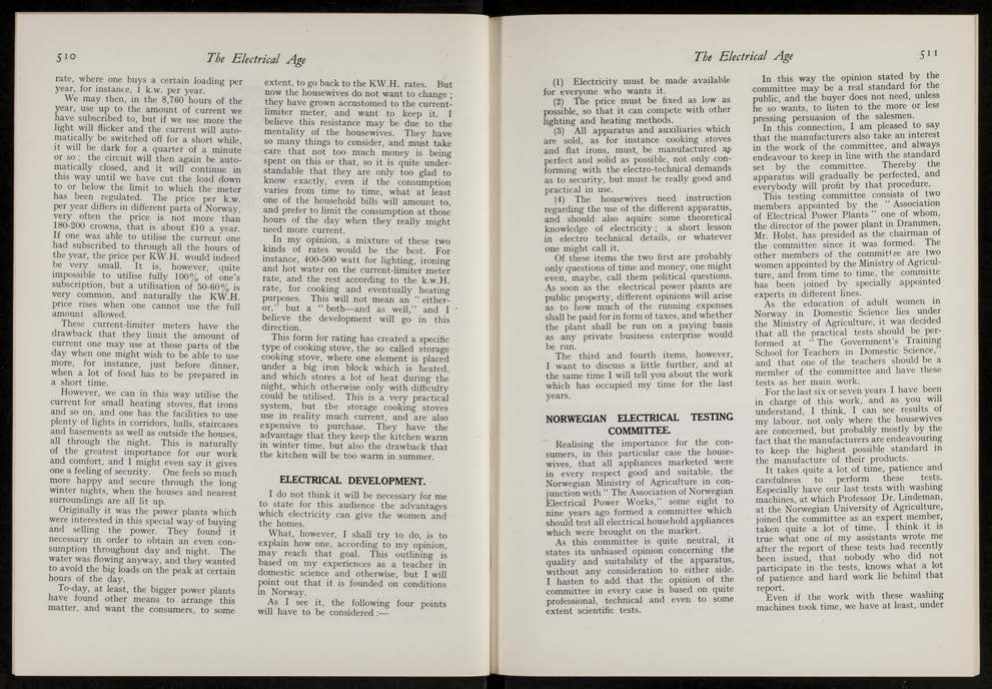 510
The Electrical Age
rate, where one buys a certain loading per
year, for instance, 1 k.w. per year.
We may then, in the 8,760 hours of the
year, use up to the amount of current we
have subscribed to, but if we use more the
light will flicker and the current will auto-
matically be switched off for a short while,
it will be dark for a quarter of a minute
or so ; the circuit will then again be auto-
matically closed, and it will continue in
this way until we have cut the load down
to or below the limit to which the meter
has been regulated. The price per k.w.
per year differs in different parts of Norway,
very often the price is not more than
180-200 crowns, that is about £10 a year.
If one was able to utilise the current one
had subscribed to through all the hours of
the year, the price per KW.H. would indeed
be very small. It is, however, quite
impossible to utilise fully 100% of one's
subscription, but a utilisation of 50-60% is
very common, and naturally the KW.H.
price rises when one cannot use the full
amount allowed.
These current-limiter meters have the
drawback that they limit the amount of
current one may use at those parts of the
day when one might wish to be able to use
more, for instance, just before dinner,
when a lot of food has to be prepared in
a short time.
However, we can in this way utilise the
current for small heating stoves, flat irons
and so on, and one has the facilities to use
plenty of lights in corridors, halls, staircases
and basements as well as outside the houses,
all through the night. This is naturally
of the greatest importance for our work
and comfort, and I might even say it gives
one a feeling of security. One feels so much
more happy and secure through the long
winter nights, when the houses and nearest
surroundings are all lit up.
Originally it was the power plants which
were interested in this special way of buying
and selling the power. They found it
necessary in order to obtain an even con-
sumption throughout day and night. The
water was flowing anyway, and they wanted
to avoid the big loads on the peak at certain
hours of the day.
To-day, at least, the bigger power plants
have found other means to arrange this
matter, and want the consumers, to some
extent, to go back to the KW.H. rates. But
now the housewives do not want to change ;
they have grown accustomed to the current-
limiter meter, and want to keep it. I
believe this resistance may be due to the
mentality of the housewives. They have
so many things to consider, and must take
care that not too much money is being
spent on this or that, so it is quite under-
standable that they are only too glad to
know exactly, even if the consumption
varies from time to time, what at least
one of the household bills will amount to,
and prefer to limit the consumption at those
hours of the day when they really might
need more current.
In my opinion, a mixture of these two
kinds of rates would be the best. For
instance, 400-500 watt for lighting, ironing
and hot water on the current-limiter meter
rate, and the rest according to the k.w.H.
rate, for cooking and eventually heating
purposes. This will not mean an " either-
or," but a " both—and as well," and I
believe the development will go in this
direction.
This form for rating has created a specific
type of cooking stove, the so called storage
cooking stove, where one element is placed
under a big iron block which is heated,
and which stores a lot of heat during the
night, which otherwise only with difficulty
could be utilised. This is a very practical
system, but the storage cooking stoves
use in reality much current, and are also
expensive to purchase. They have the
advantage that they keep the kitchen warm
in winter time, but also the drawback that
the kitchen will be too warm in summer.
ELECTRICAL DEVELOPMENT.
I do not think it will be necessary for me
to state for this audience the advantages
which electricity can give the women and
the homes.
What, however, I shall try to do, is to
explain how one, according to my opinion,
may reach that goal. This outlining is
based on my experiences as a teacher in
domestic science and otherwise, but I will
point out that it is founded on conditions
in Norway.
As I see it, the following four points
will have to be considered :—
The Electrical Age
511
(1) Electricity must be made available
for everyone who wants it.
(2) The price must be fixed as low as
possible, so that it can compete with other
lighting and heating methods.
(3) All apparatus and auxiliaries which
are sold, as for instance cooking stoves
and flat irons, must be manufactured as
perfect and solid as possible, not only con-
forming with the electro-technical demands
as to security, but must be really good and
practical in use.
(4) The housewives need instruction
regarding the use of the different apparatus,
and should also aquire some theoretical
knowledge of electricity ; a short lesson
in electro technical details, or whatever
one might call it.
Of these items the two first are probably
only questions of time and money, one might
even, maybe, call them political questions.
As soon as the electrical power plants are
public property, different opinions will arise
as to how much of the running expenses
shall be paid for in form of taxes, and whether
the plant shall be run on a paying basis
as any private business enterprise would
be run.
The third and fourth items, however,
I want to discuss a little further, and at
the same time I will tell you about the work
which has occupied my time for the last
years.
NORWEGIAN ELECTRICAL TESTING
COMMITTEE.
Realising the importance for the con-
sumers, in this particular case the house-
wives, that all appliances marketed were
in every respect good and suitable, the
Norwegian Ministry of Agriculture in con-
junction with " The Association of Norwegian
Electrical Power Works," some eight to
nine years ago formed a committee which
should test all electrical household appliances
which were brought on the market.
As this committee is quite neutral, it
states its unbiased opinion concerning the
quality and suitability of the apparatus,
without any consideration to either side.
I hasten to add that the opinion of the
committee in every case is based on quite
professional, technical and even to some
extent scientific tests.
In this way the opinion stated by the
committee may be a real standard for the
public, and the buyer does not need, unless
he so wants, to listen to the more or less
pressing persuasion of the salesmen.
In this connection, I am pleased to say
that the manufacturers also take an interest
in the work of the committee, and always
endeavour to keep in line with the standard
set by the committee. Thereby the
apparatus will gradually be perfected, and
everybody will profit by that procedure.
This testing committee consists of two
members appointed by the " Association
of Electrical Power Plants " one of whom,
the director of the power plant in Drammen,
Mr. Holst, has presided as the chairman of
the committee since it was formed. The
other members of the committee are two
women appointed by the Ministry of Agricul-
ture, and from time to time, the committe
has been joined by specially appointed
experts in different lines.
As the education of adult women in
Norway in Domestic Science lies under
the Ministry of Agriculture, it was decided
that all the practical tests should be per-
formed at " The Government's Training
School for Teachers in Domestic Science,"
and that one of the teachers should be a
member of the committee and have these
tests as her main work.
For the last six or seven years I have been
in charge of this work, and as you will
understand, I think, I can see results of
my labour, not only where the housewives
are concerned, but probably mostly by the
fact that the manufacturers are endeavouring
to keep the highest possible standard in
the manufacture of their products.
It takes quite a lot of time, patience and
carefulness to perform these tests.
Especially have our last tests with washing
machines, at which Professor Dr. Lindeman,
at the Norwegian University of Agriculture,
joined the committee as an expert member,
taken quite a lot of time. I think it is
true what one of my assistants wrote me
after the report of these tests had recently
been issued, that nobody who did not
participate in the tests, knows what a lot
of patience and hard work lie behind that
report.
Even if the work with these washing
machines took time, we have at least, under